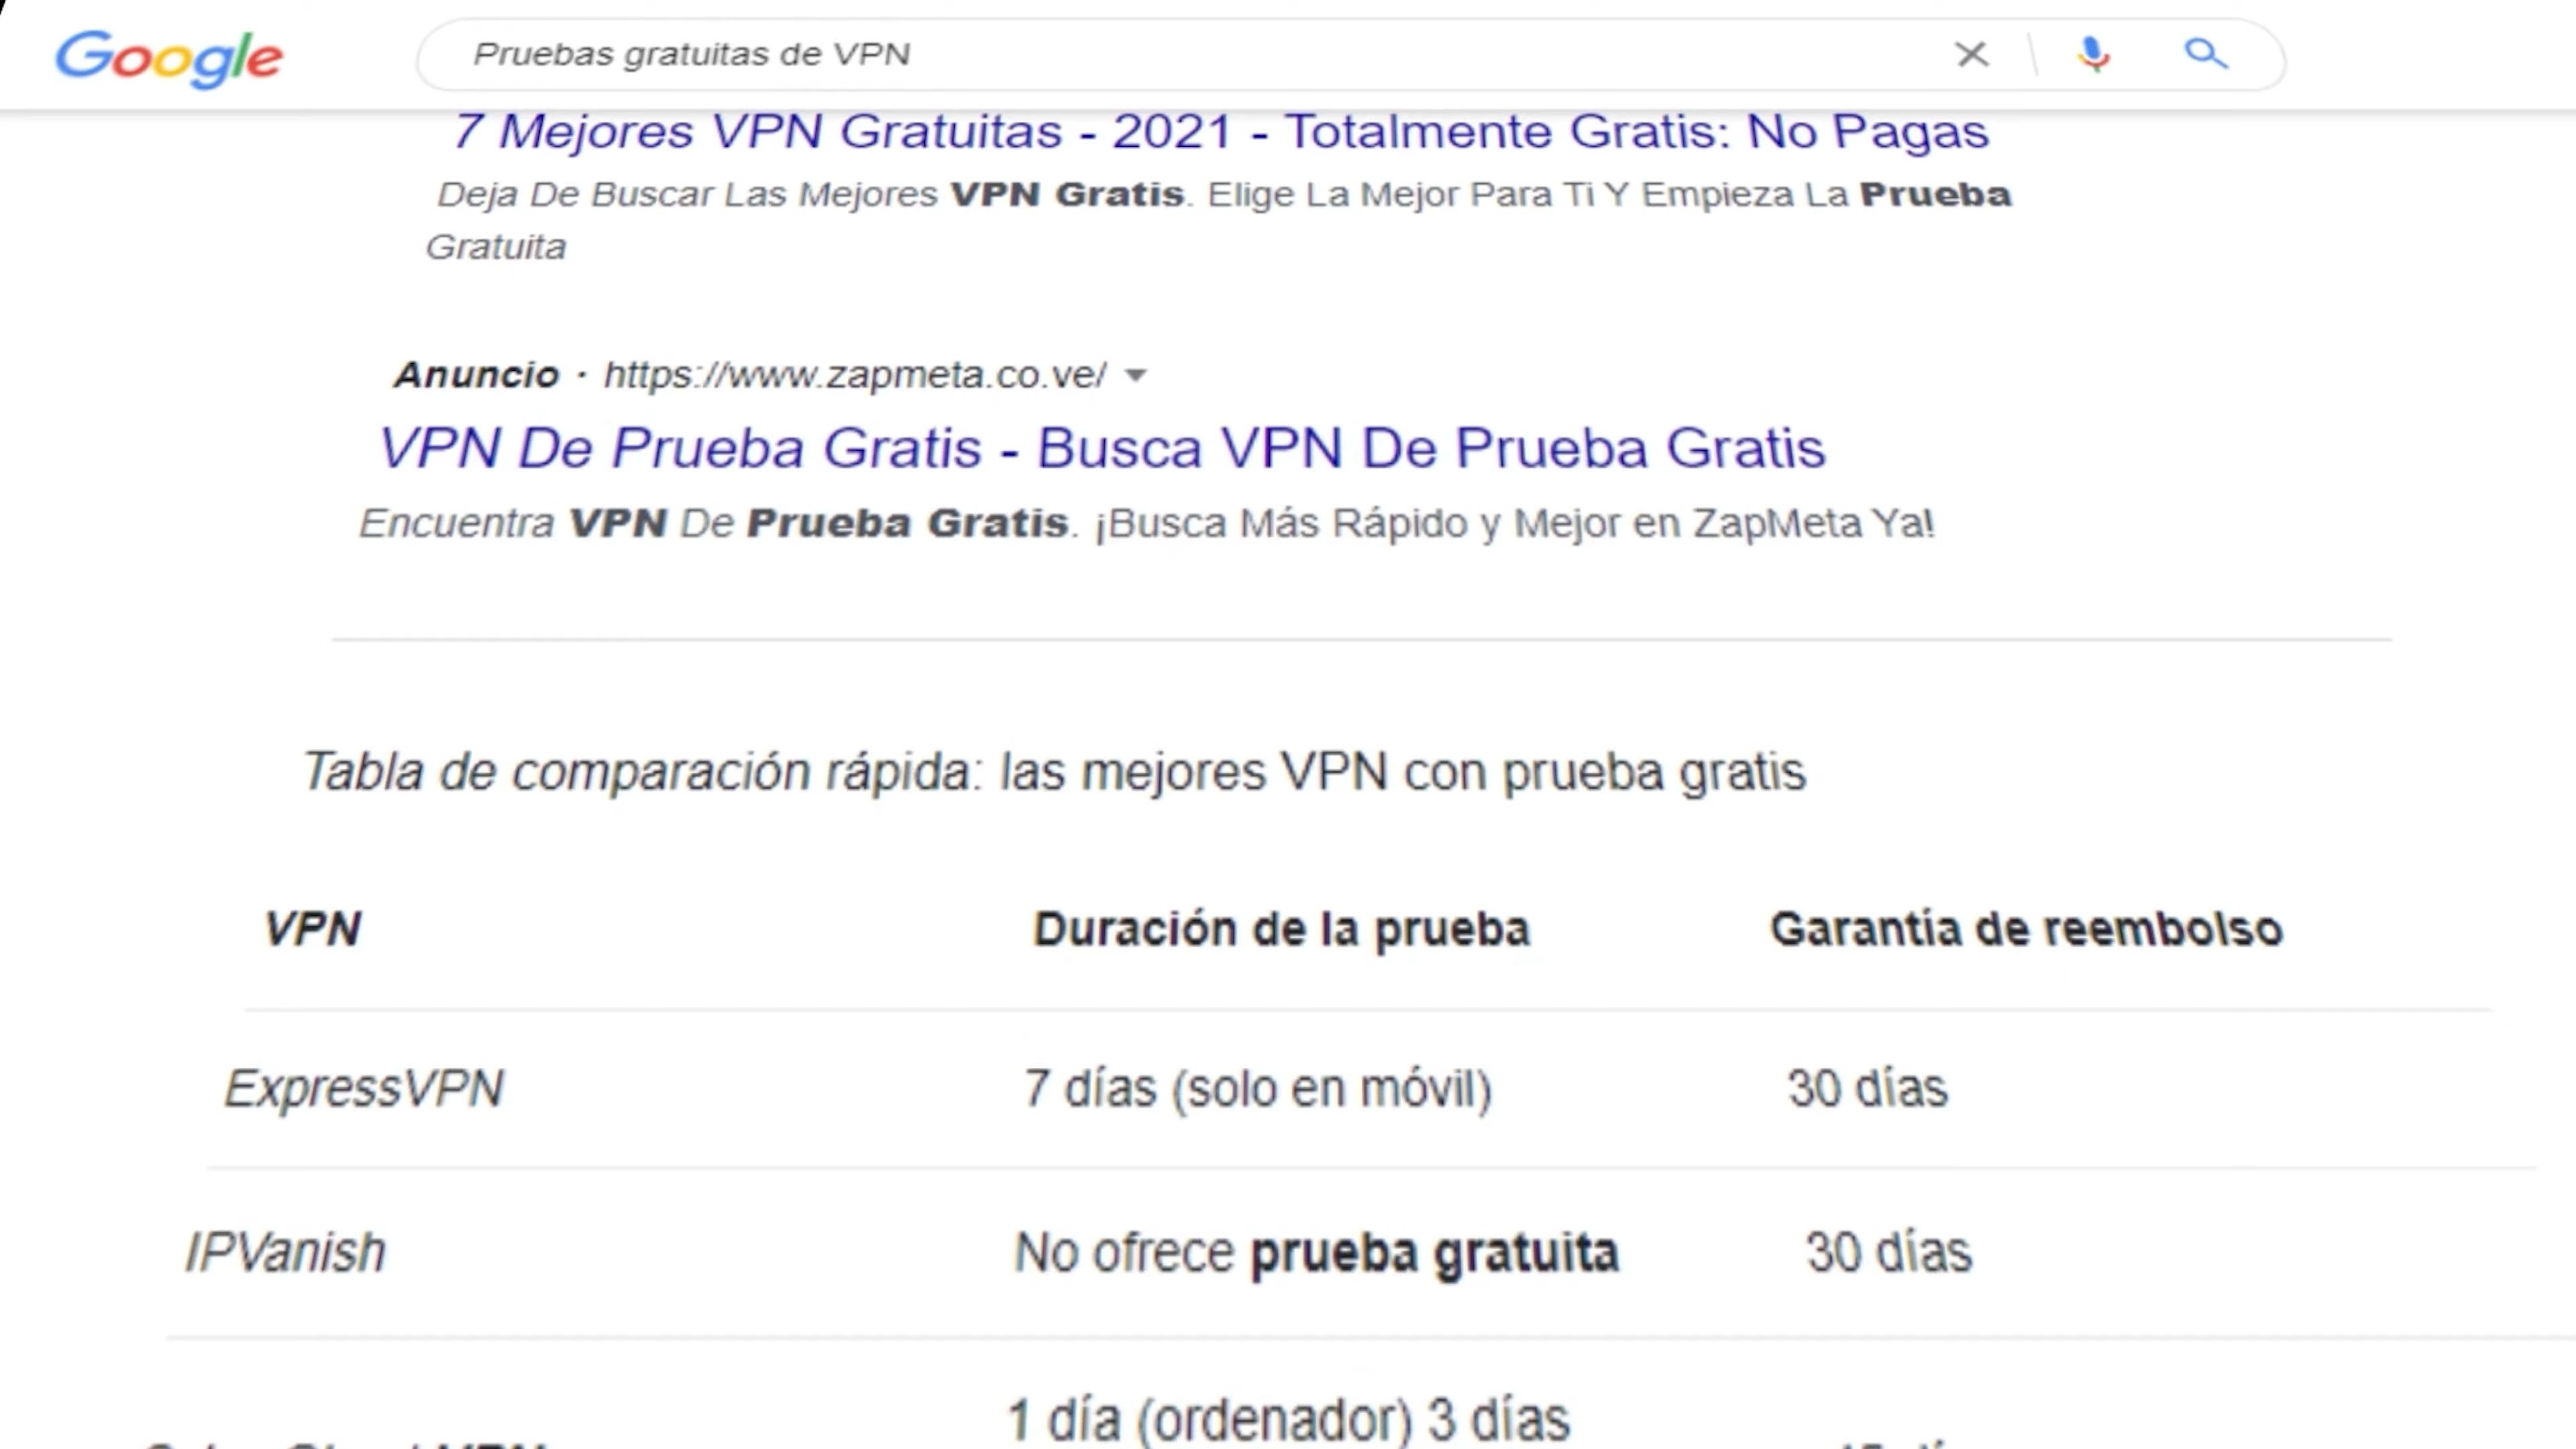 Google
Pruebas gratuitas de VPN
7 Mejores VPN Gratuitas - 2021 - Totalmente Gratis: No Pagas
Deja De Buscar Las Mejores VPN Gratis. Elige La Mejor Para Ti Y Empieza La Prueba
Gratuita
Anuncio · https://www.zapmeta.co.ve/
VPN De Prueba Gratis - Busca VPN De Prueba Gratis
Encuentra VPN De Prueba Gratis. ¡Busca Más Rápido y Mejor en ZapMeta Ya!
Tabla de comparación rápida: las mejores VPN con prueba gratis
VPN Duración de la prueba Garantía de reembolso
ExpressVPN 7 días (solo en móvil) 30 días
IPVanish No ofrece prueba gratuita 30 días
1 día (ordenador) 3 días